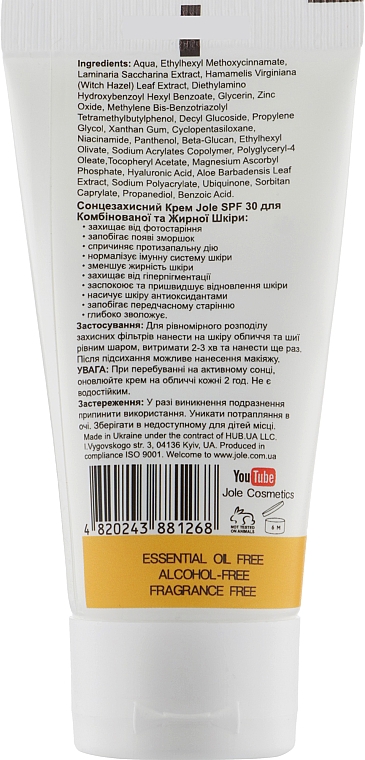 Ingredients: Aqua, Ethylhexyl Methoxycinnamate,
Laminaria Saccharina Extract, Hamamelis Virginiana
(Witch Hazel) Leaf Extract, Diethylamino
Hydroxybenzoyl Hexyl Benzoate, Glycerin, Zinc
Oxide, Methylene Bis-Benzotriazolyl
Tetramethylbutylphenol, Decyl Glucoside, Propylene
Glycol, Xanthan Gum, Cyclopentasiloxane,
Niacinamide, Panthenol, Beta-Glucan, Ethylhexyl
Olivate, Sodium Acrylates Copolymer, Polyglyceryl-4
Oleate,Tocopheryl Acetate, Magnesium Ascorbyl
Phosphate, Hyaluronic Acid, Aloe Barbadensis Leaf
Extract, Sodium Polyacrylate, Ubiquinone, Sorbitan
Caprylate, Propanediol, Benzoic Acid.
Сонцезахисний Крем Jole SPF 30 для
Комбінованої та Жирної Шкіри:
• захищає від фотостаріння
• запобігає появі зморшок
• спричиняє протизапальну дію
• нормалізує імунну систему шкіри
• зменшує жирність шкіри
• захищає від гіперпігментації
• заспокоює та пришвидшує відновлення шкіри
• насичує шкіру антиоксидантами
• запобігає передчасному старінню
• глибоко зволожує.
Застосування: Для рівномірного розподілу
захисних фільтрів нанести на шкіру обличчя та шиї
рівним шаром, витримати 2-3 хв та нанести ще раз.
Після підсихання можливе нанесення макіяжу.
УВАГА: При перебуванні на активному сонці,
оновлюйте крем на обличчі кожні 2 год. Не є
водостійким.
Застереження: У разі виникнення подразнення
припинити використання. Уникати потрапляння в
очі. Зберігати в недоступному для дітей місці.
Made in Ukraine under the contract of HUB.UA LLC.
I.Vygovskogo str. 3, 04136 Kyiv, UA. Produced in
compliance ISO 9001. Welcome to www.jole.com.ua
You Tube
Jole Cosmetics
NOT TESTED
ON ANIMALS
6 M
4 820243 881268
ESSENTIAL OIL FREE
ALCOHOL-FREE
FRAGRANCE FREE